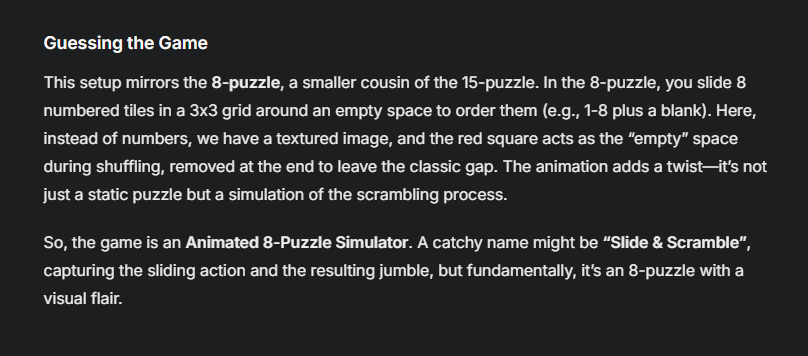 Guessing the Game
This setup mirrors the 8-puzzle, a smaller cousin of the 15-puzzle. In the 8-puzzle, you slide 8
numbered tiles in a 3x3 grid around an empty space to order them (e.g., 1-8 plus a blank). Here,
instead of numbers, we have a textured image, and the red square acts as the “empty” space
during shuffling, removed at the end to leave the classic gap. The animation adds a twist—it’s not
just a static puzzle but a simulation of the scrambling process.
So, the game is an Animated 8-Puzzle Simulator. A catchy name might be “Slide & Scramble”,
capturing the sliding action and the resulting jumble, but fundamentally, it’s an 8-puzzle with a
visual flair.